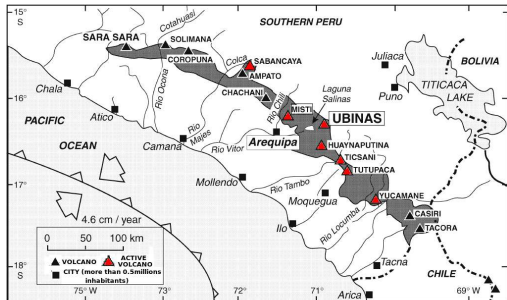 15°
S
SOUTHERN PERU
Cotahuasi
SARA SARA
SOLIMANA
COROPUNA
Colca
SABANCAYA
AMPATO
CHACHANI
Juliaca
BOLIVIA
TITICACA
LAKE
Puno
Chala
Rio Ocona
Laguna
Salinas
16°
Atico
MISTI
UBINAS
Rio Chili
PACIFIC
OCEAN
Rio
Majes
Camana
Arequipa
Rio Vitor
HUAYNAPUTINA
TICSANI
TUTUPACA
17°
Mollendo
Rio Tambo
Moquegua
YUCAMANE
4.6 cm / year
Ilo
Rio Locumba
CASIRI
TACORA
0 50 100 km
VOLCANO
ACTIVE
VOLCANO
CITY (more than 0.5millions
inhabitants)
Tacna
CHILE
18°
S
Arica
75° W
73°
72°
71°
70°
69° W